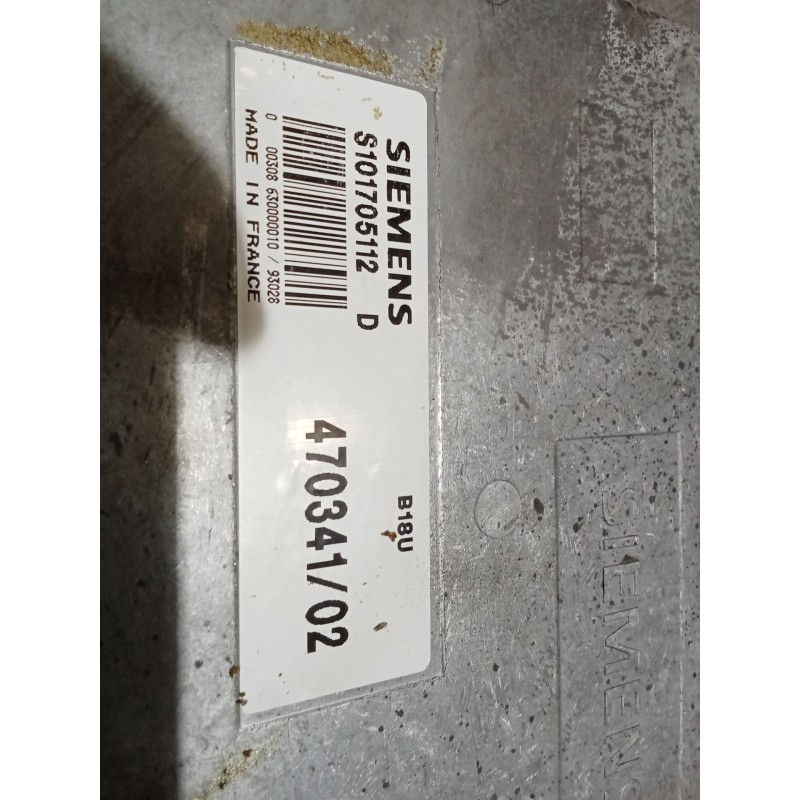 SIEMENS
S101705112 D
0 00308 630000010 / 93028
MADE IN FRANCE
B18U
470341/02
SIEMENS